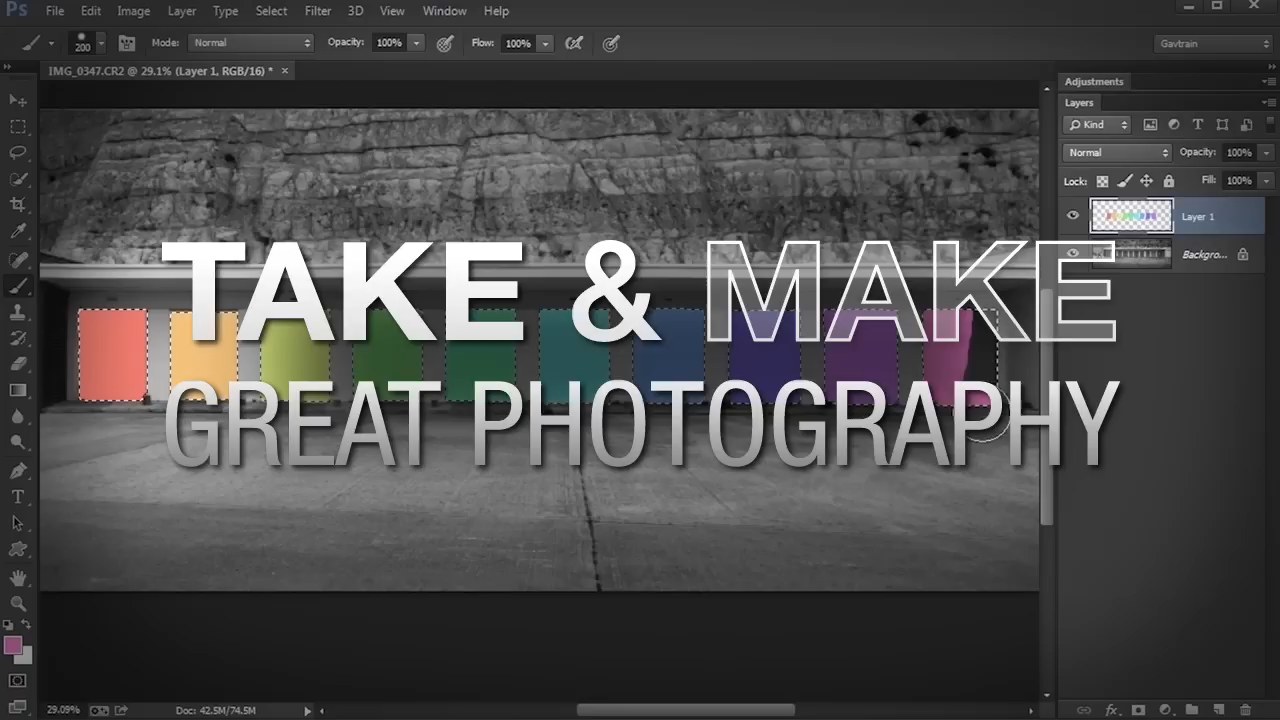 Ps File Edit Image Layer Type Select Filter 3D View Window Help
200 Mode: Normal Opacity: 100% Flow: 100% Gavtrain
IMG_0347.CR2 @ 29.1% (Layer 1, RGB/16) * ×
Adjustments
Layers
Kind
Normal Opacity: 100%
Lock: Fill: 100%
Layer 1
Backgro...
TAKE & MAKE
GREAT PHOTOGRAPHY
29.09% Doc: 42.5M/74.5M